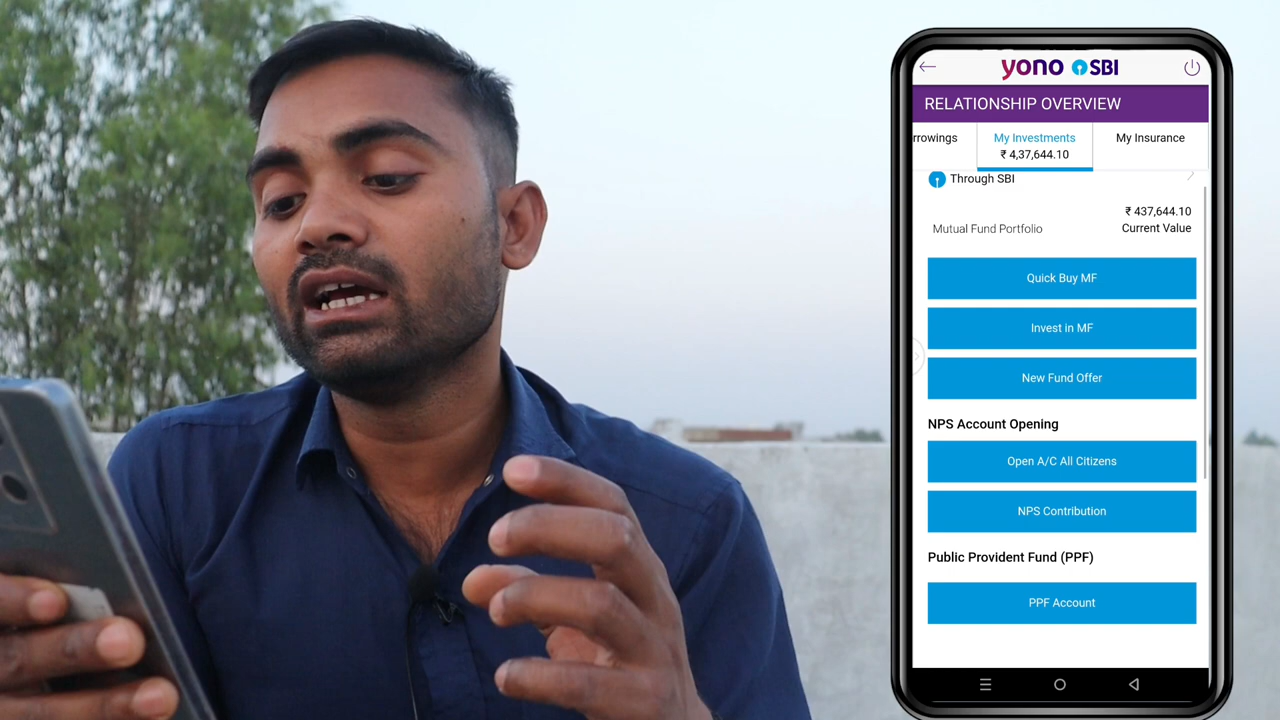 yono SBI
RELATIONSHIP OVERVIEW
rrowings
My Investments
₹ 4,37,644.10
My Insurance
Through SBI
₹ 437,644.10
Mutual Fund Portfolio
Current Value
Quick Buy MF
Invest in MF
New Fund Offer
NPS Account Opening
Open A/C All Citizens
NPS Contribution
Public Provident Fund (PPF)
PPF Account